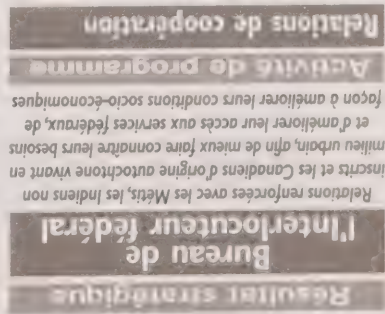 Résultat stratégique
Bureau de
l'Interlocuteur fédéral
Relations renforcées avec les Métis, les Indiens non
inscrits et les Canadiens d'origine autochtone vivant en
milieu urbain, afin de mieux faire connaître leurs besoins
et d'améliorer leur accès aux services fédéraux, de
façon à améliorer leurs conditions socio-économiques
Activité de programme
Relations de coopération